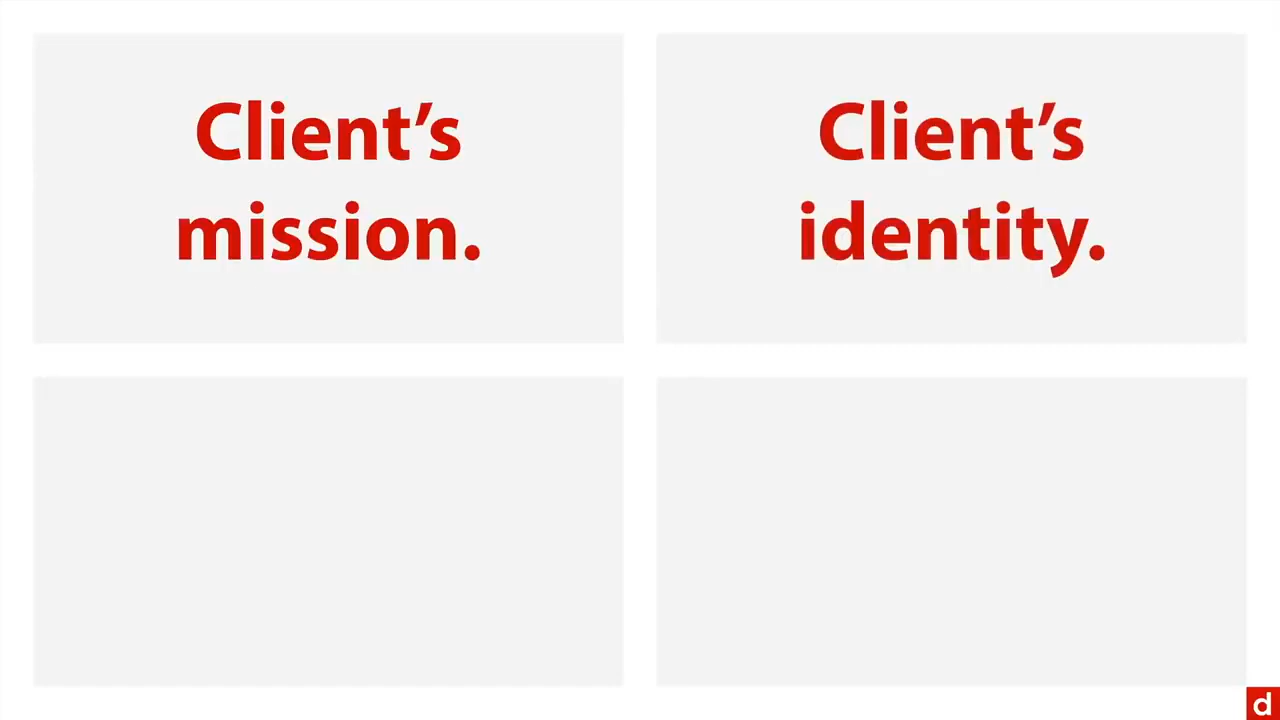 Client’s
mission.
Client’s
identity.
d